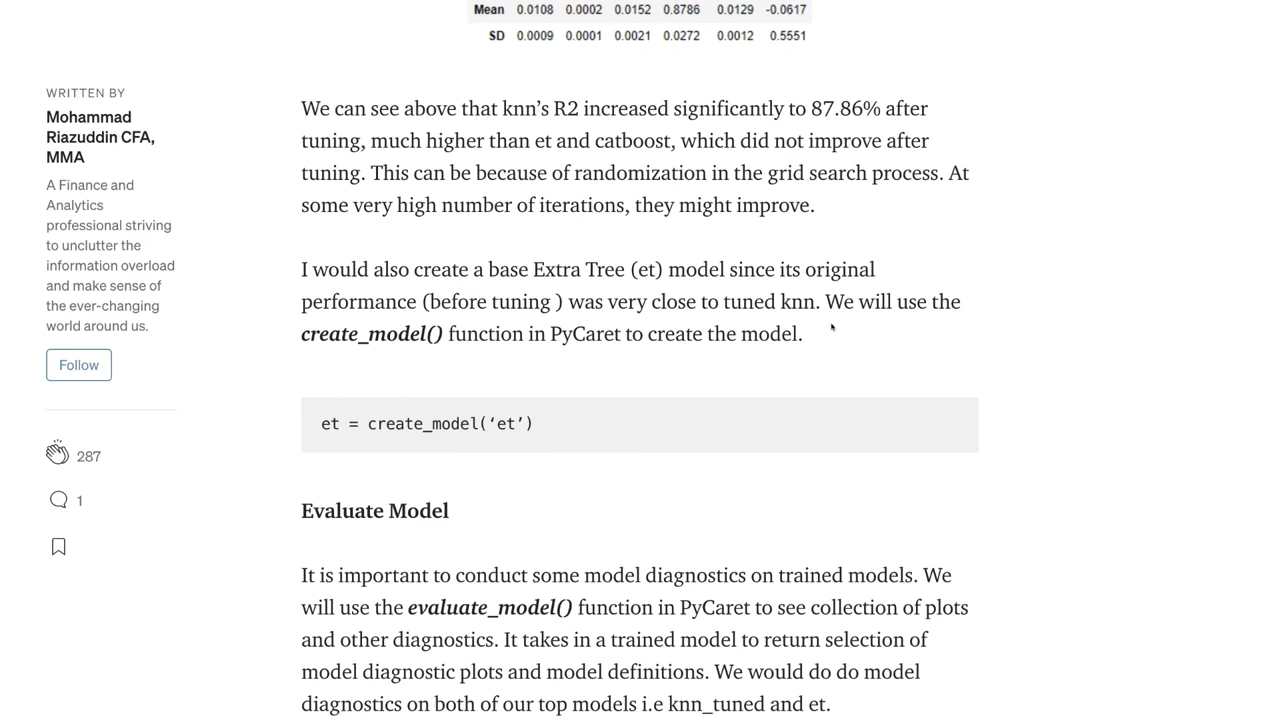 Mean 0.0108 0.0002 0.0152 0.8786 0.0129 -0.0617
SD 0.0009 0.0001 0.0021 0.0272 0.0012 0.5551
WRITTEN BY
Mohammad
Riazuddin CFA,
MMA
A Finance and
Analytics
professional striving
to unclutter the
information overload
and make sense of
the ever-changing
world around us.
Follow
287
1
We can see above that knn’s R2 increased significantly to 87.86% after
tuning, much higher than et and catboost, which did not improve after
tuning. This can be because of randomization in the grid search process. At
some very high number of iterations, they might improve.
I would also create a base Extra Tree (et) model since its original
performance (before tuning ) was very close to tuned knn. We will use the
create_model() function in PyCaret to create the model.
et = create_model(‘et’)
Evaluate Model
It is important to conduct some model diagnostics on trained models. We
will use the evaluate_model() function in PyCaret to see collection of plots
and other diagnostics. It takes in a trained model to return selection of
model diagnostic plots and model definitions. We would do do model
diagnostics on both of our top models i.e knn_tuned and et.